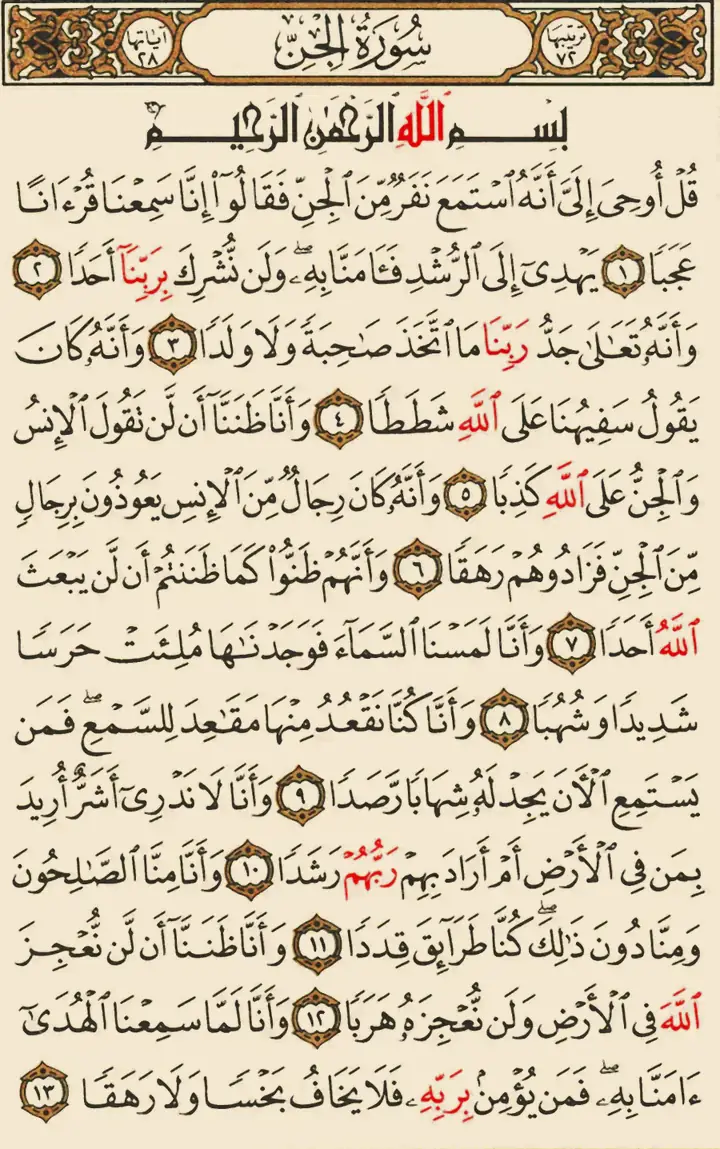 ترتيبها ٧٢ سُورَةُ الجِنِّ آياتها ٢٨
بِسْمِ ٱللَّهِ ٱلرَّحْمَٰنِ ٱلرَّحِيمِ
قُلْ أُوحِيَ إِلَيَّ أَنَّهُ ٱسْتَمَعَ نَفَرٌ مِّنَ ٱلْجِنِّ فَقَالُوٓا۟ إِنَّا سَمِعْنَا قُرْءَانًا
عَجَبًا ١ يَهْدِىٓ إِلَى ٱلرُّشْدِ فَـَٔامَنَّا بِهِۦ ۖ وَلَن نُّشْرِكَ بِرَبِّنَآ أَحَدًا ٢
وَأَنَّهُۥ تَعَٰلَىٰ جَدُّ رَبِّنَا مَا ٱتَّخَذَ صَٰحِبَةً وَلَا وَلَدًا ٣ وَأَنَّهُۥ كَانَ
يَقُولُ سَفِيهُنَا عَلَى ٱللَّهِ شَطَطًا ٤ وَأَنَّا ظَنَنَّآ أَن لَّن تَقُولَ ٱلْإِنسُ
وَٱلْجِنُّ عَلَى ٱللَّهِ كَذِبًا ٥ وَأَنَّهُۥ كَانَ رِجَالٌ مِّنَ ٱلْإِنسِ يَعُوذُونَ بِرِجَالٍ
مِّنَ ٱلْجِنِّ فَزَادُوهُمْ رَهَقًا ٦ وَأَنَّهُمْ ظَنُّوا۟ كَمَا ظَنَنتُمْ أَن لَّن يَبْعَثَ
ٱللَّهُ أَحَدًا ٧ وَأَنَّا لَمَسْنَا ٱلسَّمَآءَ فَوَجَدْنَٰهَا مُلِئَتْ حَرَسًا
شَدِيدًا وَشُهُبًا ٨ وَأَنَّا كُنَّا نَقْعُدُ مِنْهَا مَقَٰعِدَ لِلسَّمْعِ ۖ فَمَن
يَسْتَمِعِ ٱلْـَٔانَ يَجِدْ لَهُۥ شِهَابًا رَّصَدًا ٩ وَأَنَّا لَا نَدْرِىٓ أَشَرٌّ أُرِيدَ
بِمَن فِى ٱلْأَرْضِ أَمْ أَرَادَ بِهِمْ رَبُّهُمْ رَشَدًا ١٠ وَأَنَّا مِنَّا ٱلصَّٰلِحُونَ
وَمِنَّا دُونَ ذَٰلِكَ ۖ كُنَّا طَرَآئِقَ قِدَدًا ١١ وَأَنَّا ظَنَنَّآ أَن لَّن نُّعْجِزَ
ٱللَّهَ فِى ٱلْأَرْضِ وَلَن نُّعْجِزَهُۥ هَرَبًا ١٢ وَأَنَّا لَمَّا سَمِعْنَا ٱلْهُدَىٰٓ
ءَامَنَّا بِهِۦ ۖ فَمَن يُؤْمِنۢ بِرَبِّهِۦ فَلَا يَخَافُ بَخْسًا وَلَا رَهَقًا ١٣